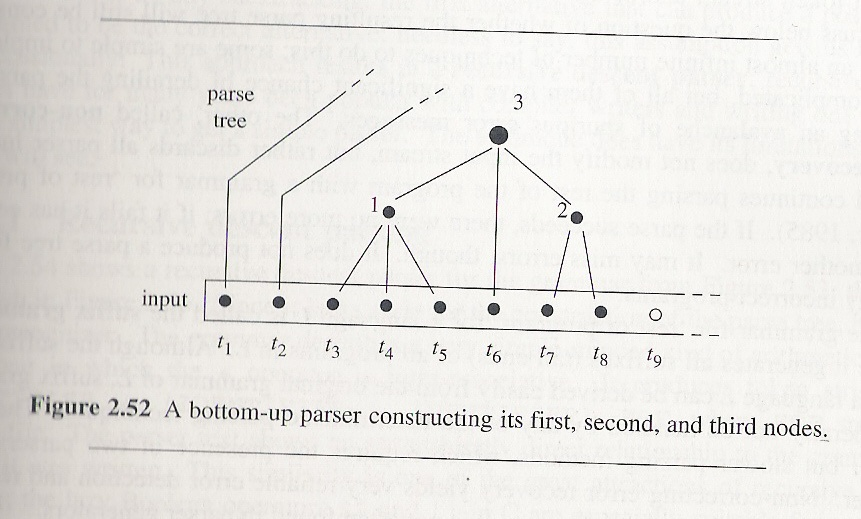 parse
tree
3
1
2
input
t1 t2 t3 t4 t5 t6 t7 t8 t9
Figure 2.52 A bottom-up parser constructing its first, second, and third nodes.